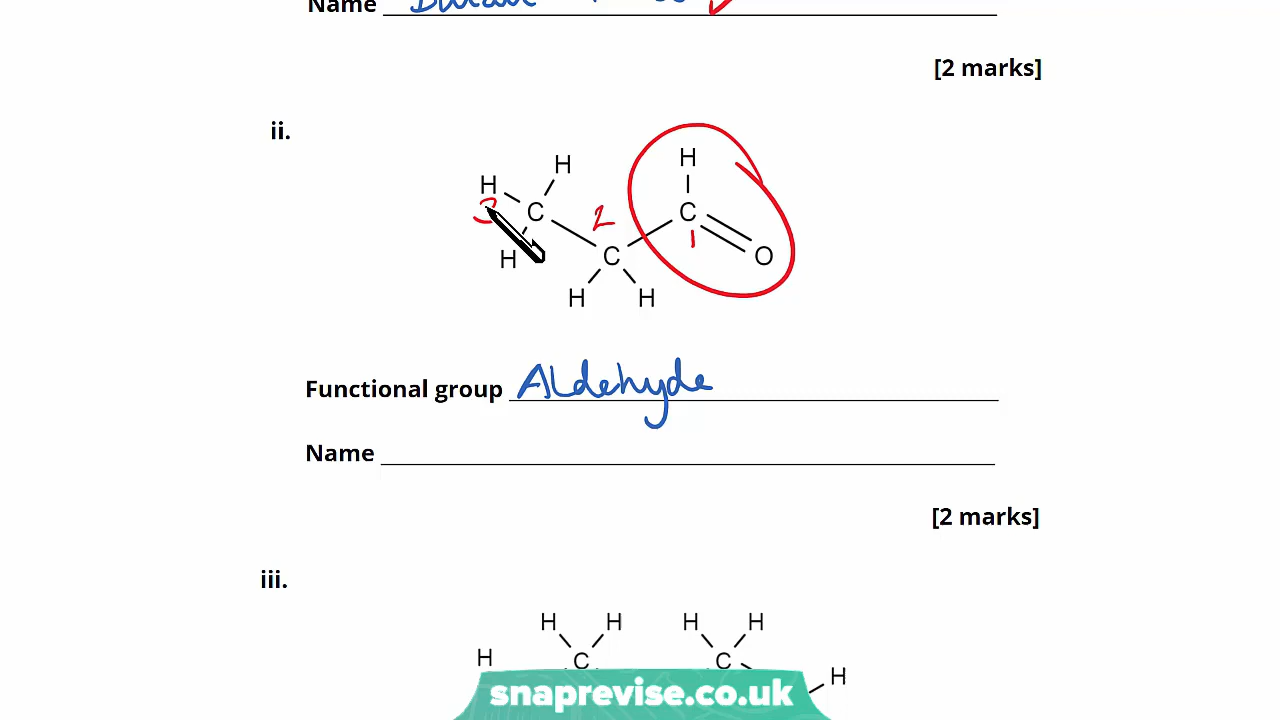 Name
[2 marks]
ii.
H
H H
C C
3 2 1
H C O
H H
Functional group Aldehyde
Name
[2 marks]
iii.
H H H H
C C
H H
snaprevise.co.uk